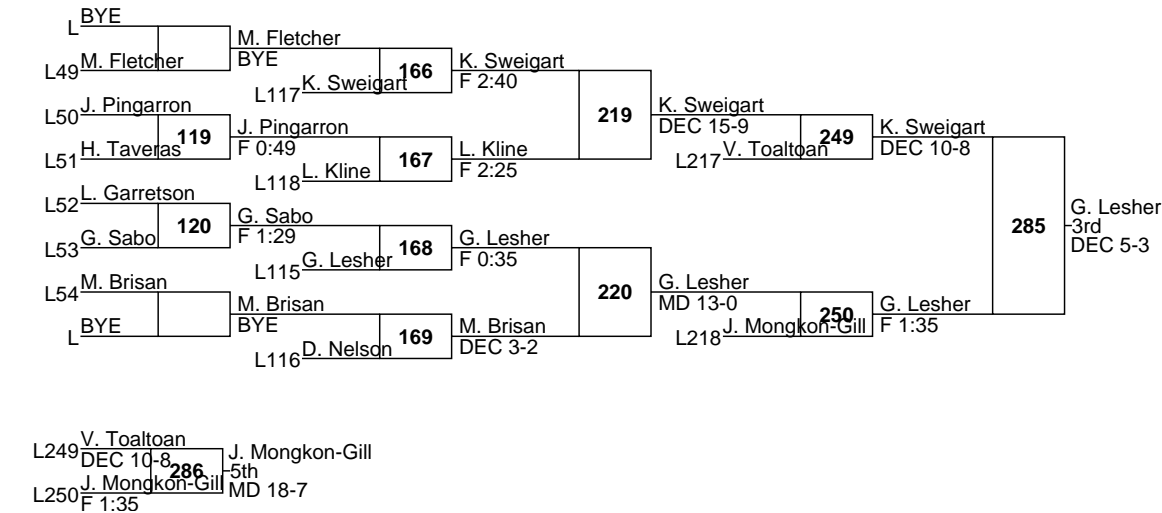 L BYE
L49 M. Fletcher
M. Fletcher
BYE
L117 K. Sweigart
166
K. Sweigart
F 2:40
L50 J. Pingarron
L51 H. Taveras
119
J. Pingarron
F 0:49
L118 L. Kline
167
L. Kline
F 2:25
219
K. Sweigart
DEC 15-9
L217 V. Toaltoan
249
K. Sweigart
DEC 10-8
L52 L. Garretson
L53 G. Sabo
120
G. Sabo
F 1:29
L115 G. Lesher
168
G. Lesher
F 0:35
L54 M. Brisan
L BYE
M. Brisan
BYE
L116 D. Nelson
169
M. Brisan
DEC 3-2
220
G. Lesher
MD 13-0
L218 J. Mongkon-Gill
250
G. Lesher
F 1:35
285
G. Lesher
3rd
DEC 5-3
L249 V. Toaltoan
DEC 10-8
L250 J. Mongkon-Gill
F 1:35
286
J. Mongkon-Gill
5th
MD 18-7